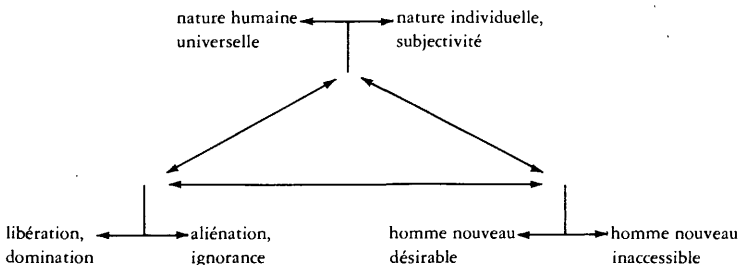 nature humaine
universelle
nature individuelle,
subjectivité
libération,
domination
aliénation,
ignorance
homme nouveau
désirable
homme nouveau
inaccessible